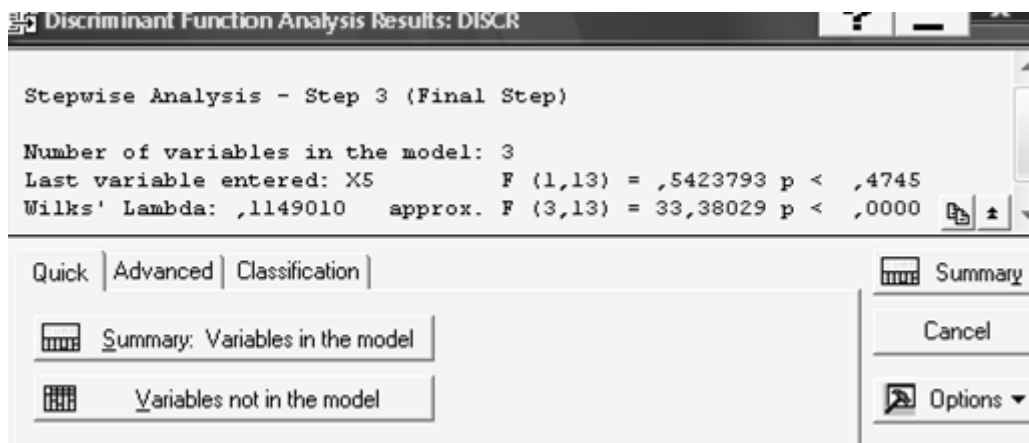 Discriminant Function Analysis Results: DISCR
Stepwise Analysis - Step 3 (Final Step)
Number of variables in the model: 3
Last variable entered: X5 F (1,13) = ,5423793 p < ,4745
Wilks' Lambda: ,1149010 approx. F (3,13) = 33,38029 p < ,0000
Quick Advanced Classification
Summary: Variables in the model
Variables not in the model
Summary
Cancel
Options